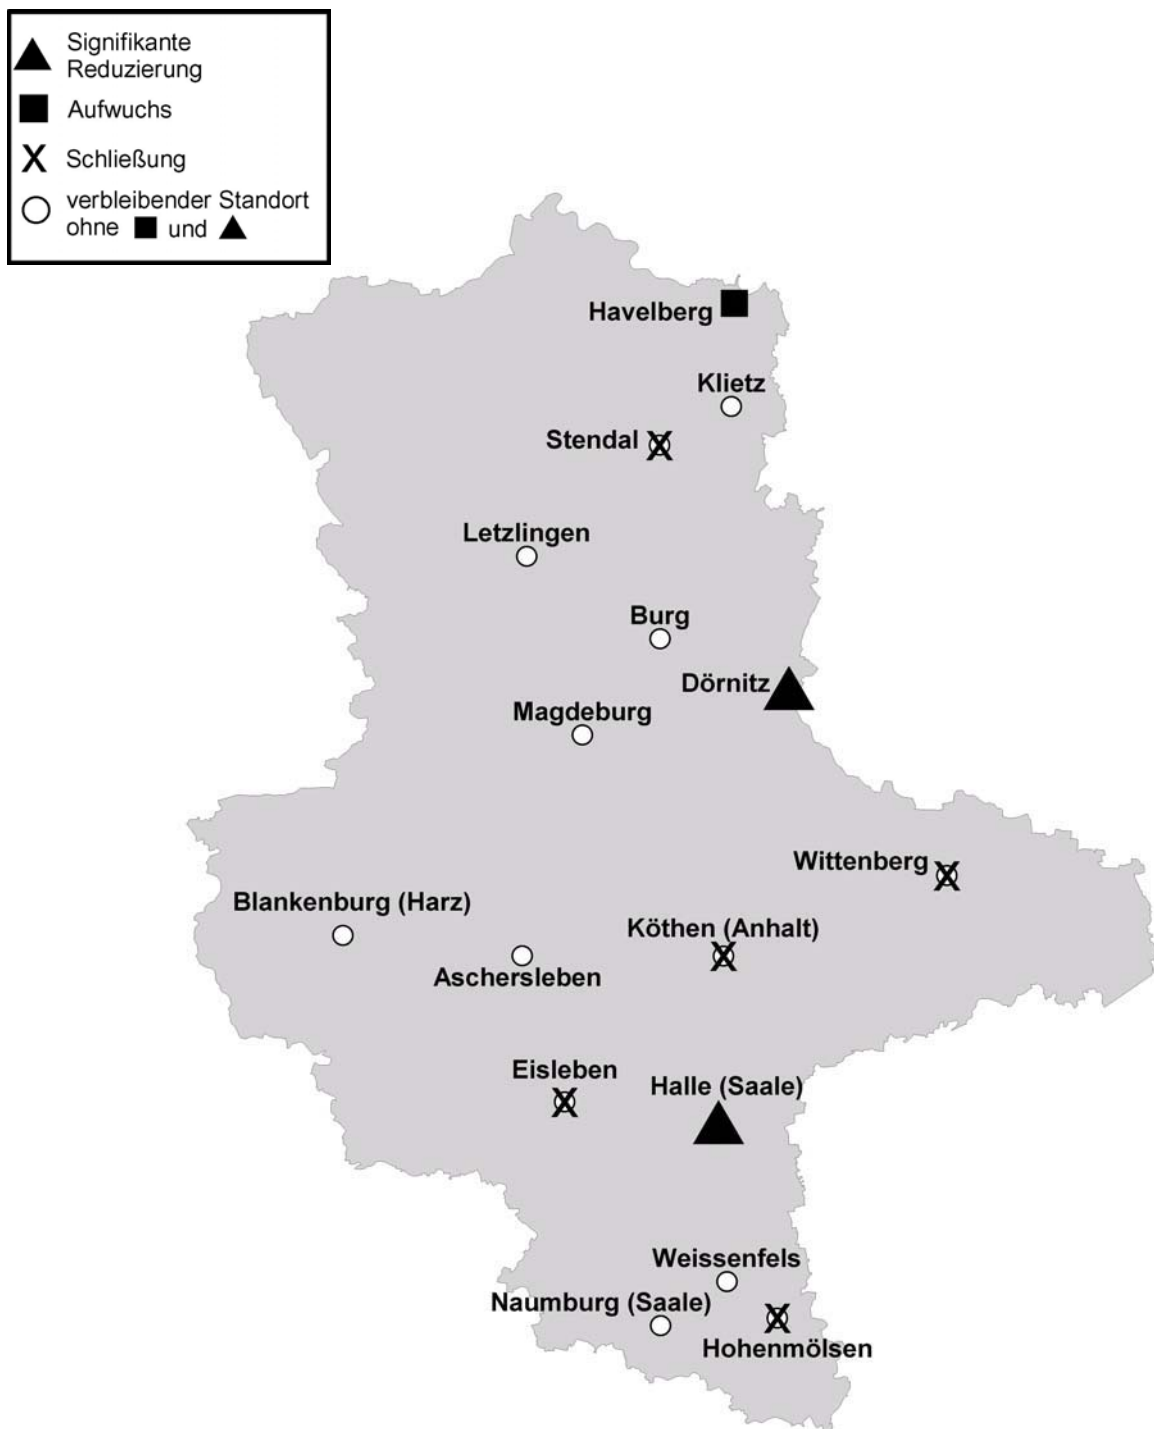 Signifikante
Reduzierung
Aufwuchs
Schließung
verbleibender Standort
ohne ■ und ▲
Havelberg
Klietz
Stendal
Letzlingen
Burg
Dörnitz
Magdeburg
Wittenberg
Blankenburg (Harz)
Köthen (Anhalt)
Aschersleben
Eisleben
Halle (Saale)
Weissenfels
Naumburg (Saale)
Hohenmölsen